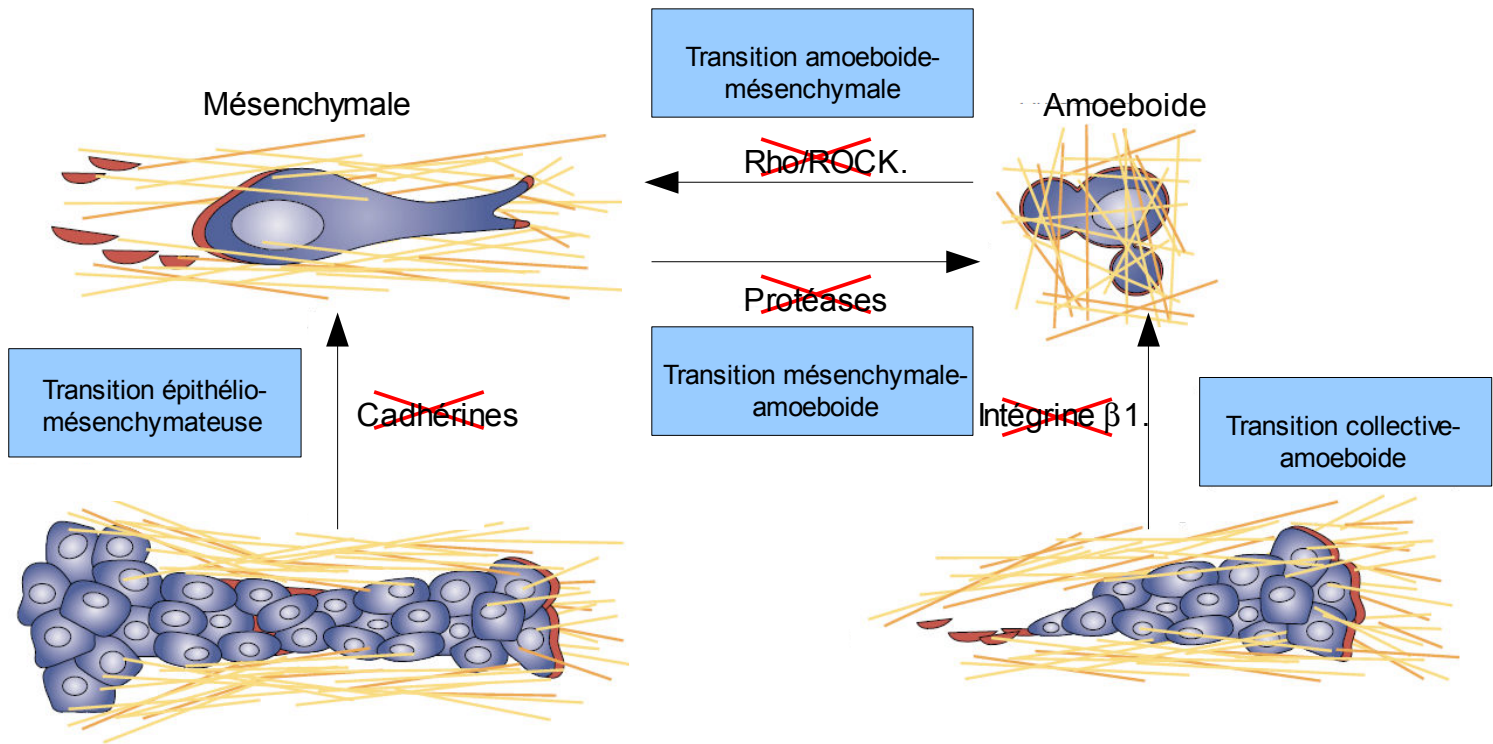 Transition amoeboide-
mésenchymale
Mésenchymale
Amoeboide
Rho/ROCK.
Protéases
Transition épithélio-
mésenchymateuse
Cadhérines
Transition mésenchymale-
amoeboide
Intégrine β1.
Transition collective-
amoeboide